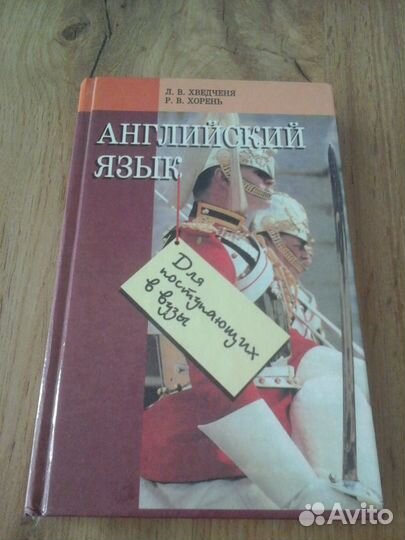 Л. В. ХВЕДЧЕНЯ
Р. В. ХОРЕНЬ
АНГЛИЙСКИЙ
ЯЗЫК
Для
поступающих
в вузы
Avito